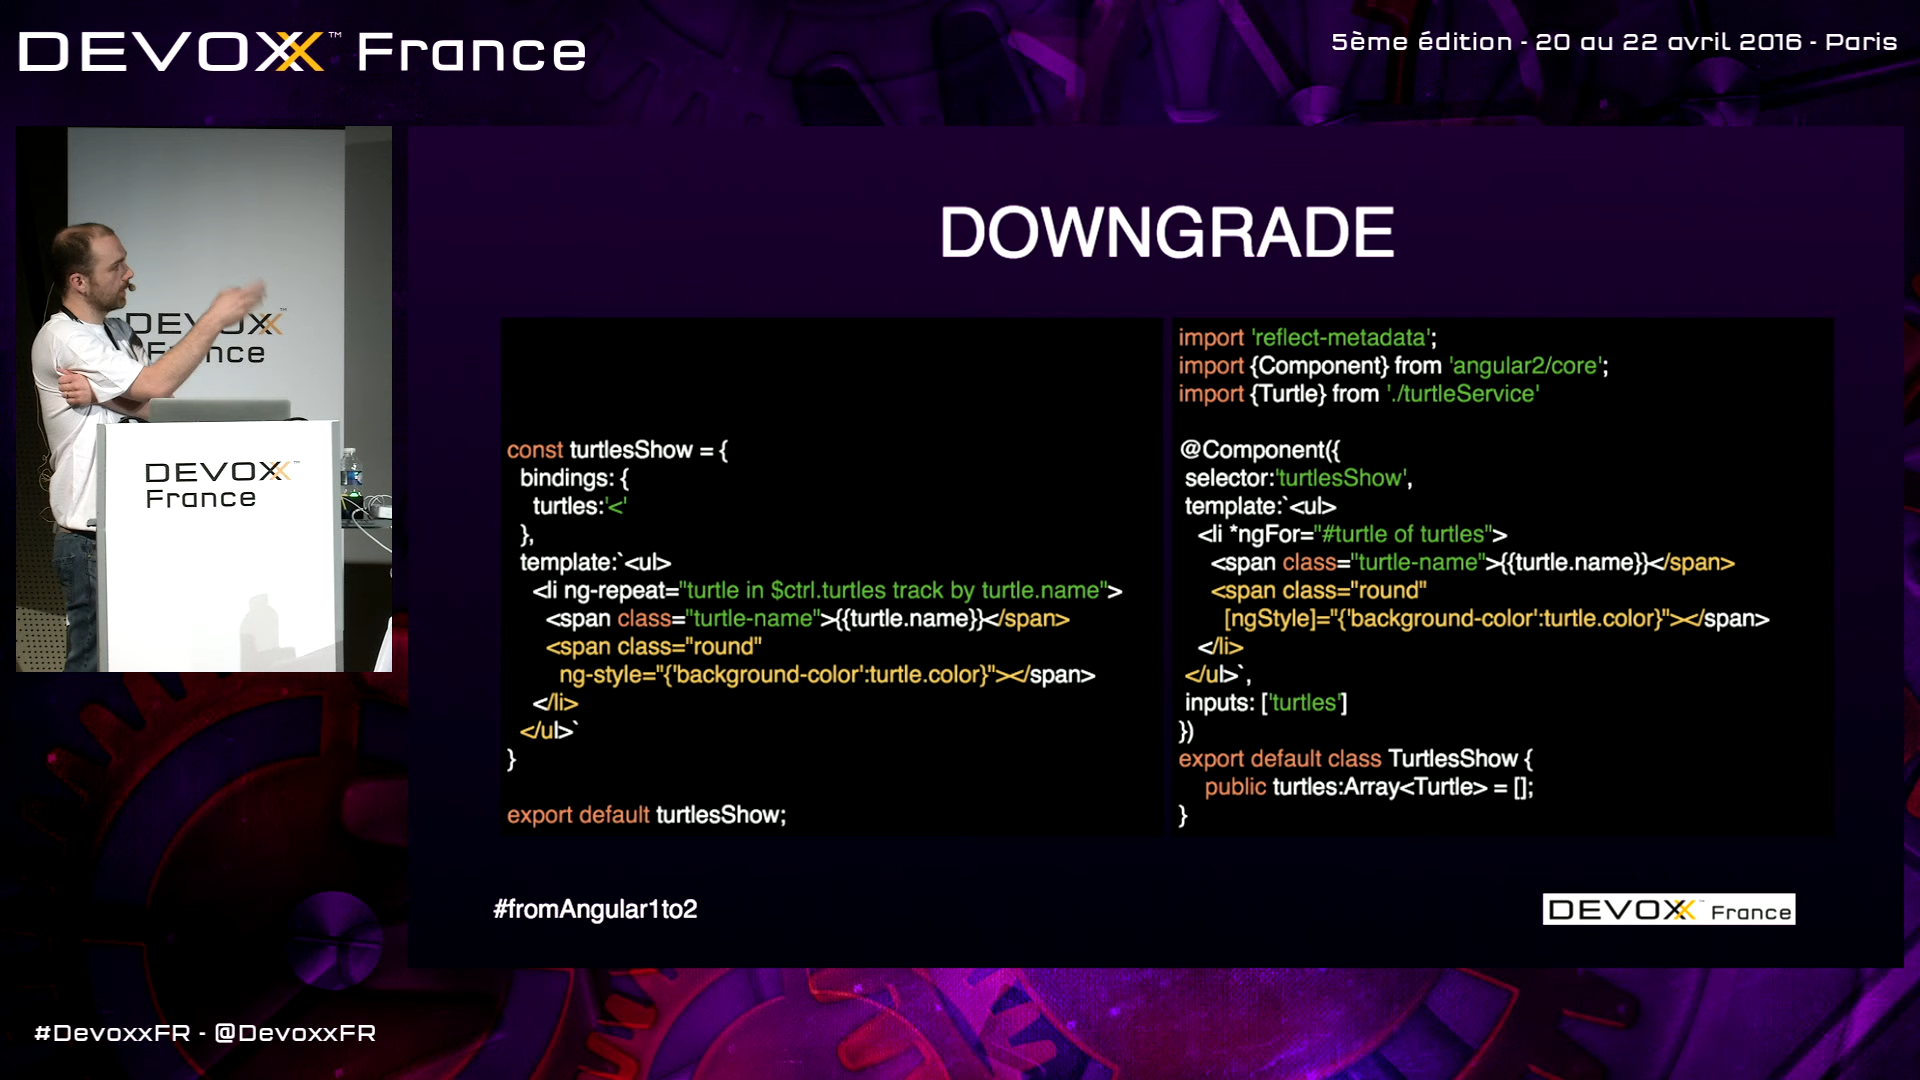 DEVOXX™ France
5ème édition - 20 au 22 avril 2016 - Paris
DEVOXX™
France
DEVOXX™
France
DOWNGRADE
const turtlesShow = {
bindings: {
turtles:'<'
},
template:`<ul>
<li ng-repeat="turtle in $ctrl.turtles track by turtle.name">
<span class="turtle-name">{{turtle.name}}</span>
<span class="round"
ng-style="{'background-color':turtle.color}"></span>
</li>
</ul>`
}
export default turtlesShow;
import 'reflect-metadata';
import {Component} from 'angular2/core';
import {Turtle} from './turtleService'
@Component({
selector:'turtlesShow',
template:`<ul>
<li *ngFor="#turtle of turtles">
<span class="turtle-name">{{turtle.name}}</span>
<span class="round"
[ngStyle]="{'background-color':turtle.color}"></span>
</li>
</ul>`,
inputs: ['turtles']
})
export default class TurtlesShow {
public turtles:Array<Turtle> = [];
}
#fromAngular1to2
DEVOXX™ France
#DevoxxFR - @DevoxxFR